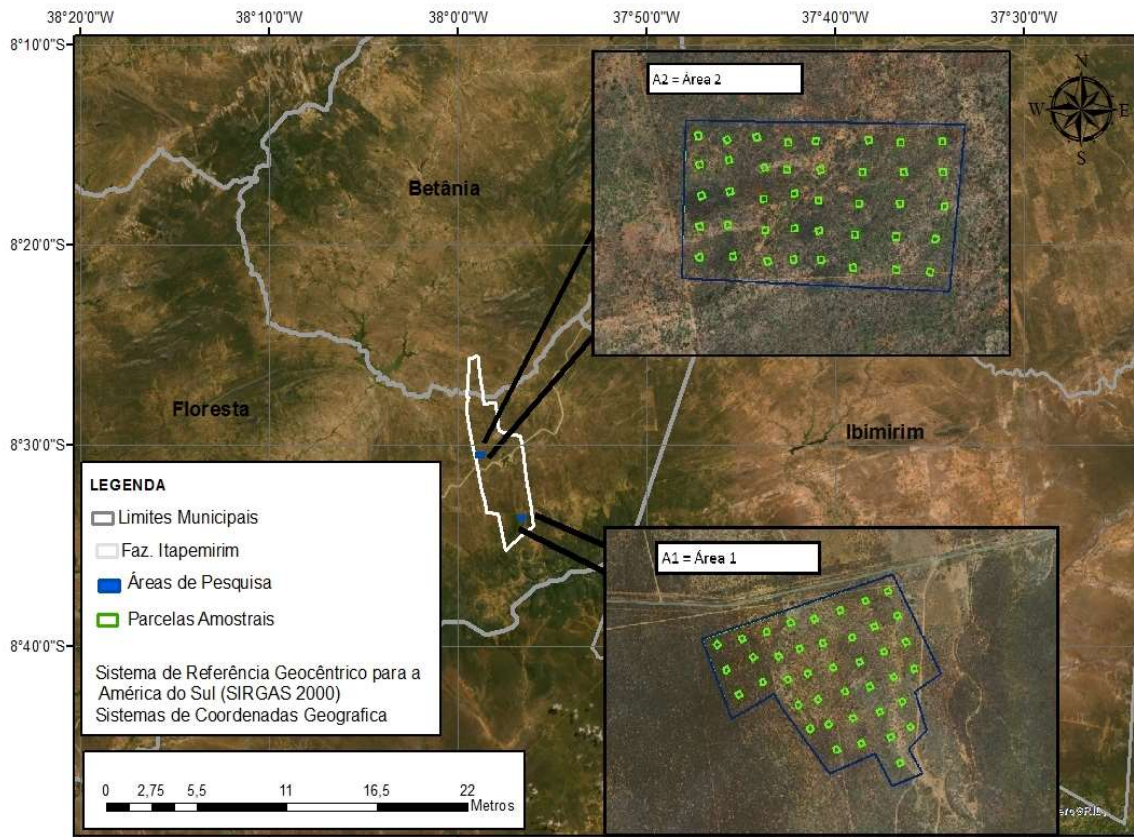 38°20'0"W 38°10'0"W 38°0'0"W 37°50'0"W 37°40'0"W 37°30'0"W
8°10'0"S
8°20'0"S
8°30'0"S
8°40'0"S
A2 = Área 2
N
W E
S
Betânia
Floresta
Ibimirim
LEGENDA
Limites Municipais
Faz. Itapemirim
Áreas de Pesquisa
Parcelas Amostrais
Sistema de Referência Geocêntrico para a
América do Sul (SIRGAS 2000)
Sistemas de Coordenadas Geografica
A1 = Área 1
0 2,75 5,5 11 16,5 22
Metros